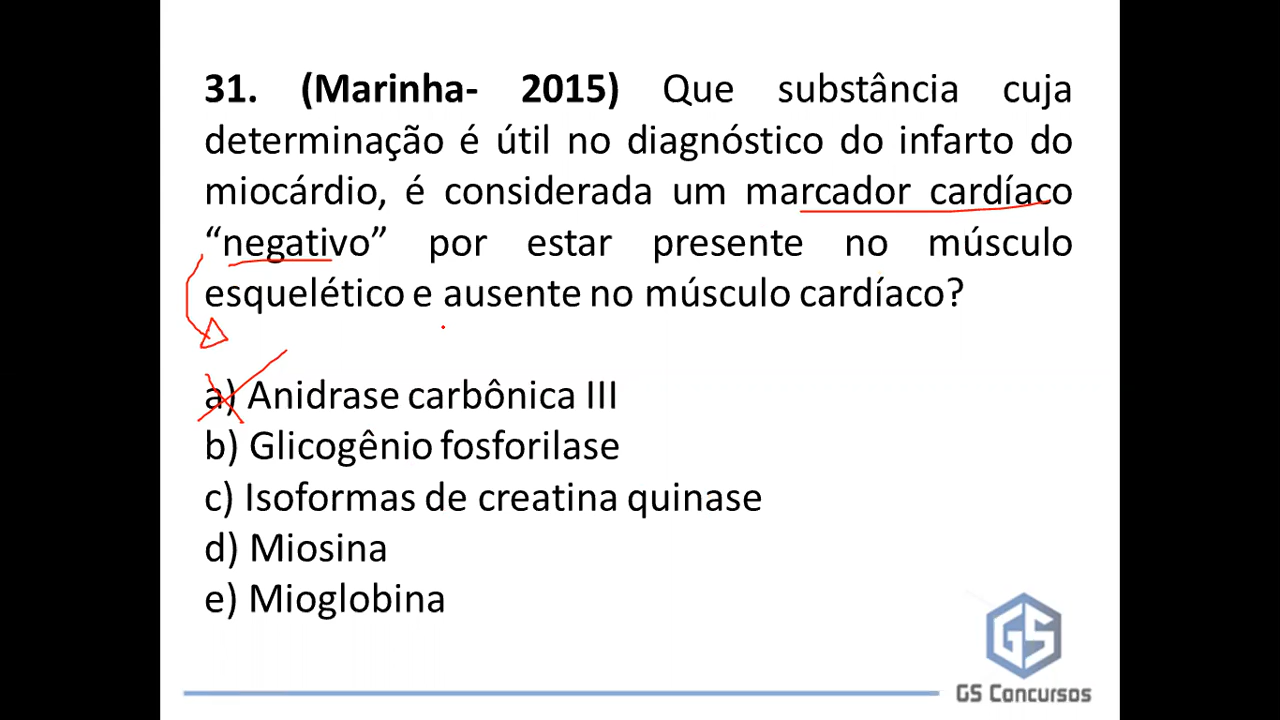 31. (Marinha- 2015) Que substância cuja
determinação é útil no diagnóstico do infarto do
miocárdio, é considerada um marcador cardíaco
“negativo” por estar presente no músculo
esquelético e ausente no músculo cardíaco?
a) Anidrase carbônica III
b) Glicogênio fosforilase
c) Isoformas de creatina quinase
d) Miosina
e) Mioglobina
GS
GS Concursos